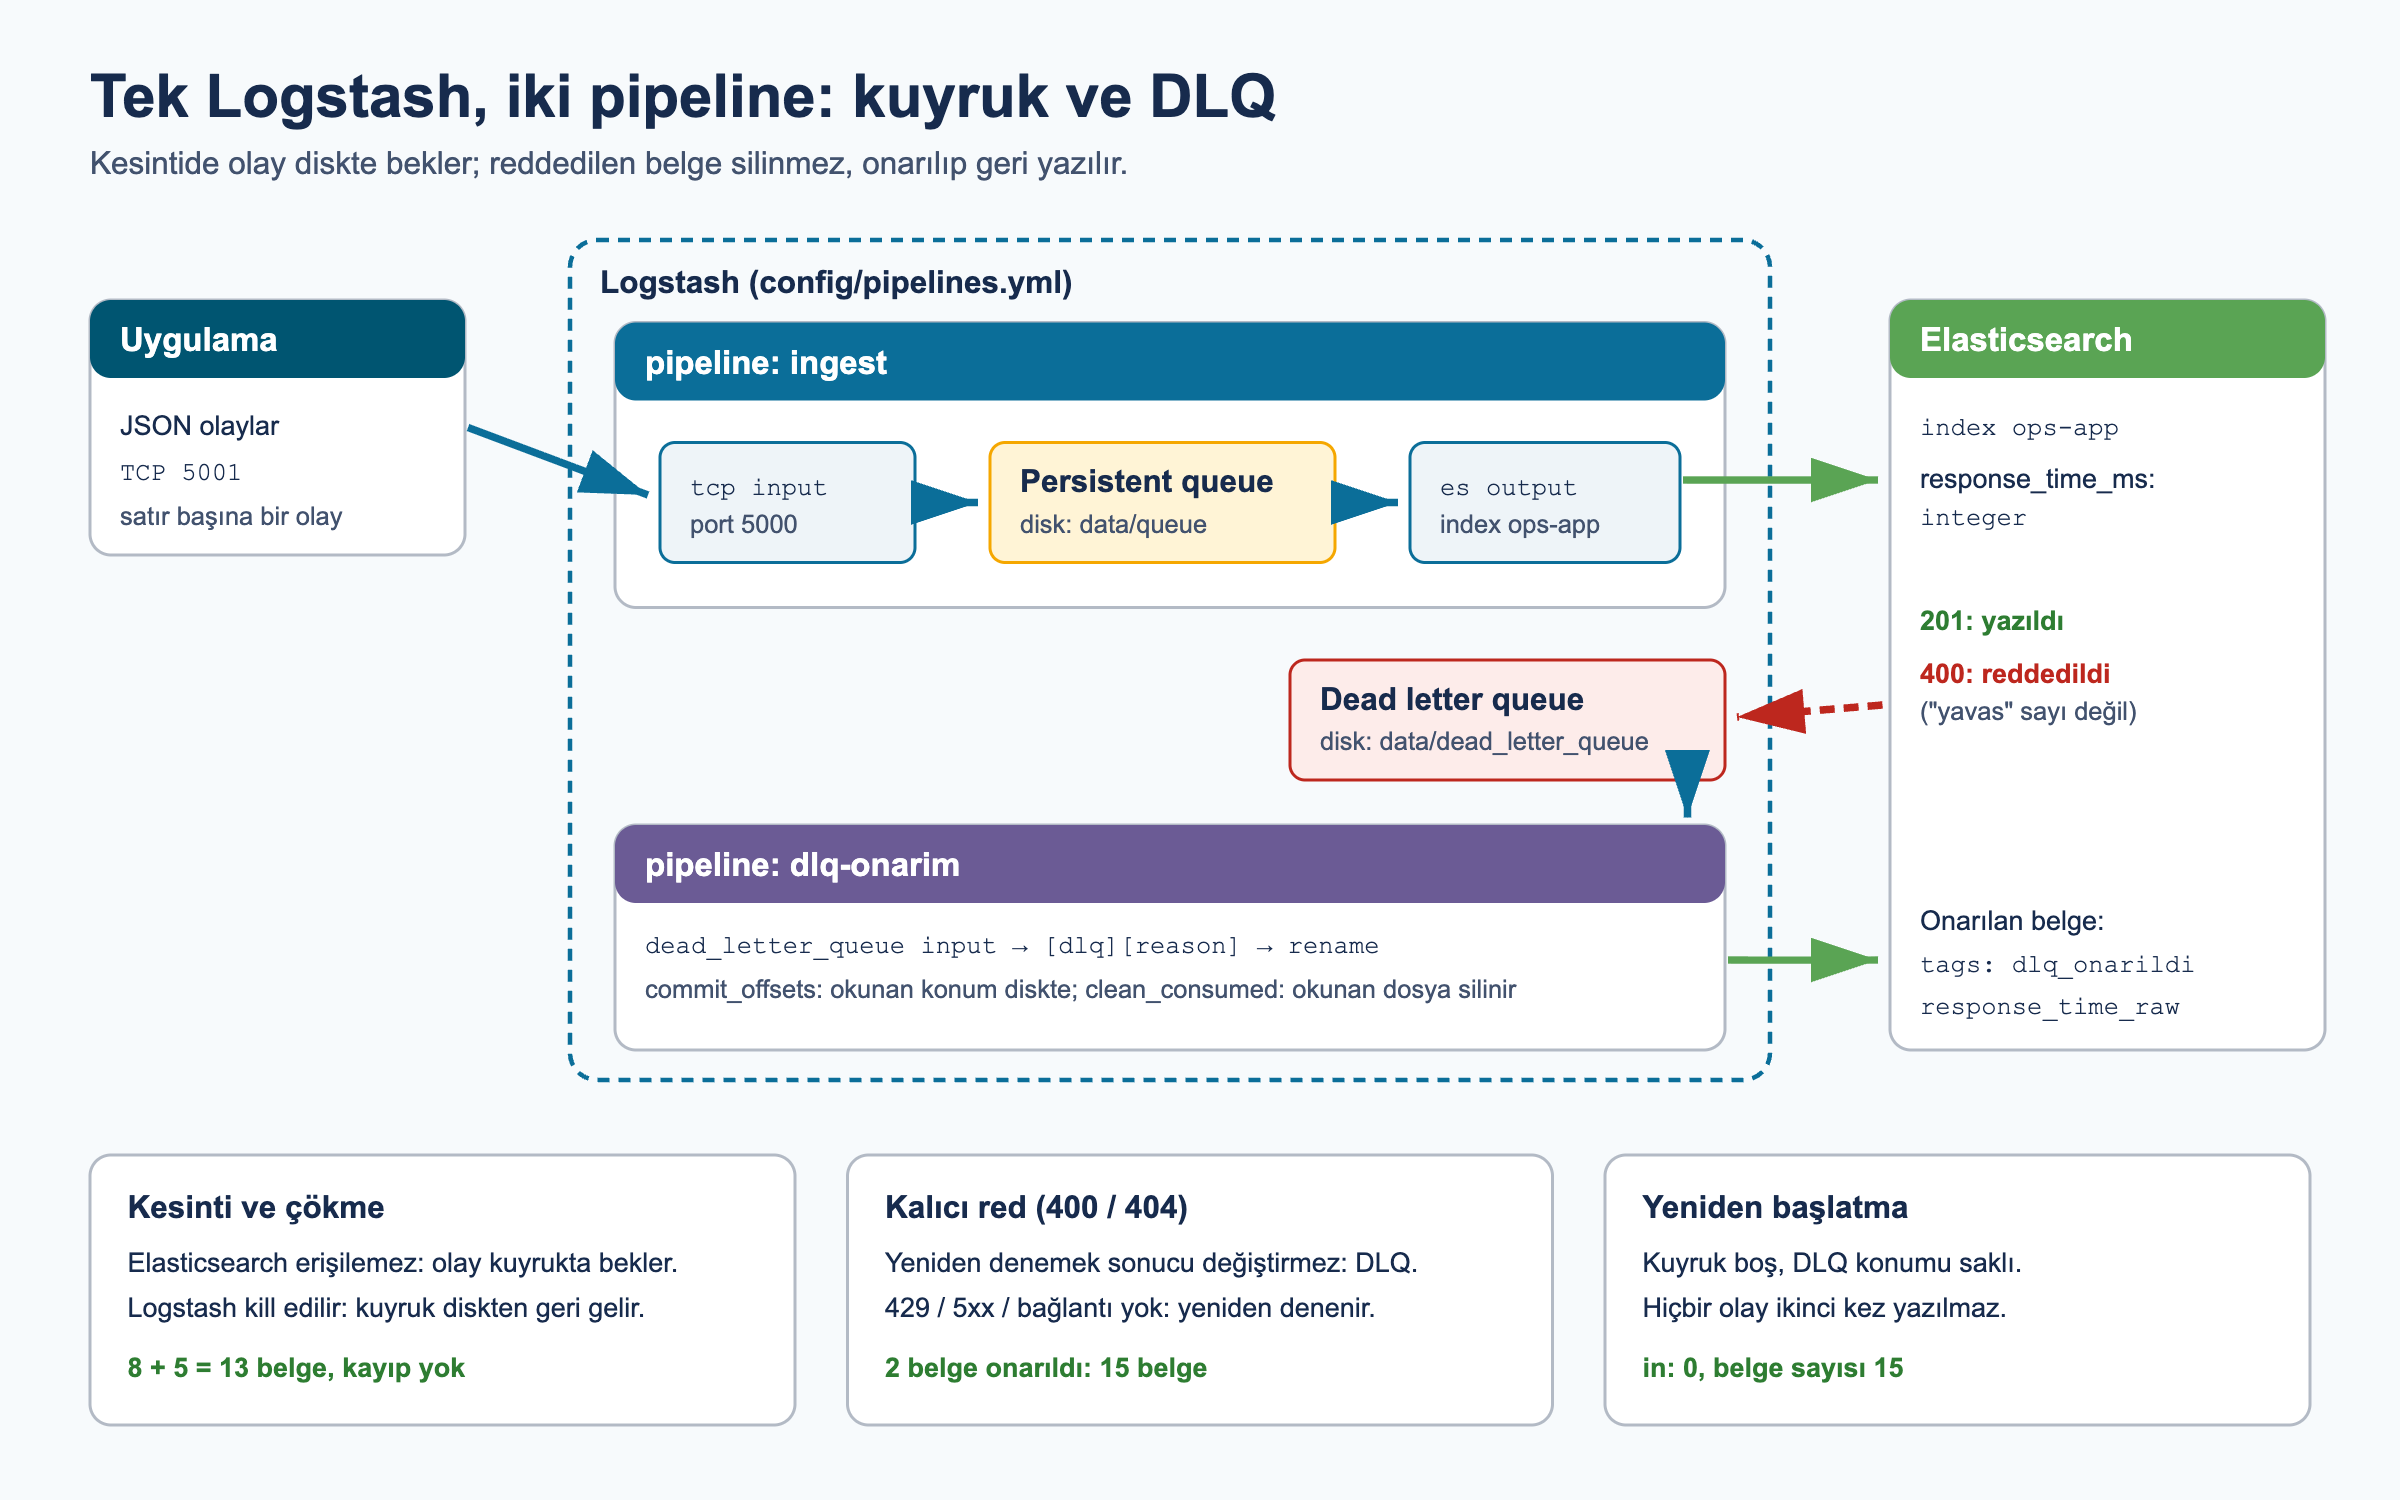 Tek Logstash, iki pipeline: kuyruk ve DLQ
Kesintide olay diskte bekler; reddedilen belge silinmez, onarılıp geri yazılır.
Uygulama
JSON olaylar
TCP 5001
satır başına bir olay
Logstash (config/pipelines.yml)
pipeline: ingest
tcp input
port 5000
Persistent queue
disk: data/queue
es output
index ops-app
Dead letter queue
disk: data/dead_letter_queue
pipeline: dlq-onarim
dead_letter_queue input → [dlq][reason] → rename
commit_offsets: okunan konum diskte; clean_consumed: okunan dosya silinir
Elasticsearch
index ops-app
response_time_ms:
integer
201: yazıldı
400: reddedildi
("yavas" sayı değil)
Onarılan belge:
tags: dlq_onarildi
response_time_raw
Kesinti ve çökme
Elasticsearch erişilemez: olay kuyrukta bekler.
Logstash kill edilir: kuyruk diskten geri gelir.
8 + 5 = 13 belge, kayıp yok
Kalıcı red (400 / 404)
Yeniden denemek sonucu değiştirmez: DLQ.
429 / 5xx / bağlantı yok: yeniden denenir.
2 belge onarıldı: 15 belge
Yeniden başlatma
Kuyruk boş, DLQ konumu saklı.
Hiçbir olay ikinci kez yazılmaz.
in: 0, belge sayısı 15